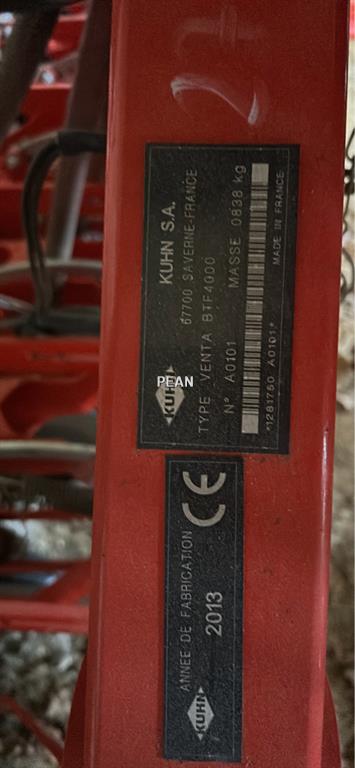 KUHN
KUHN S.A.
67700 SAVERNE-FRANCE
TYPE VENTA BTF4000
N° A0101 MASSE 0838 kg
*1281750 A0101*
MADE IN FRANCE
PEAN
KUHN
ANNEE DE FABRICATION
2013
CE